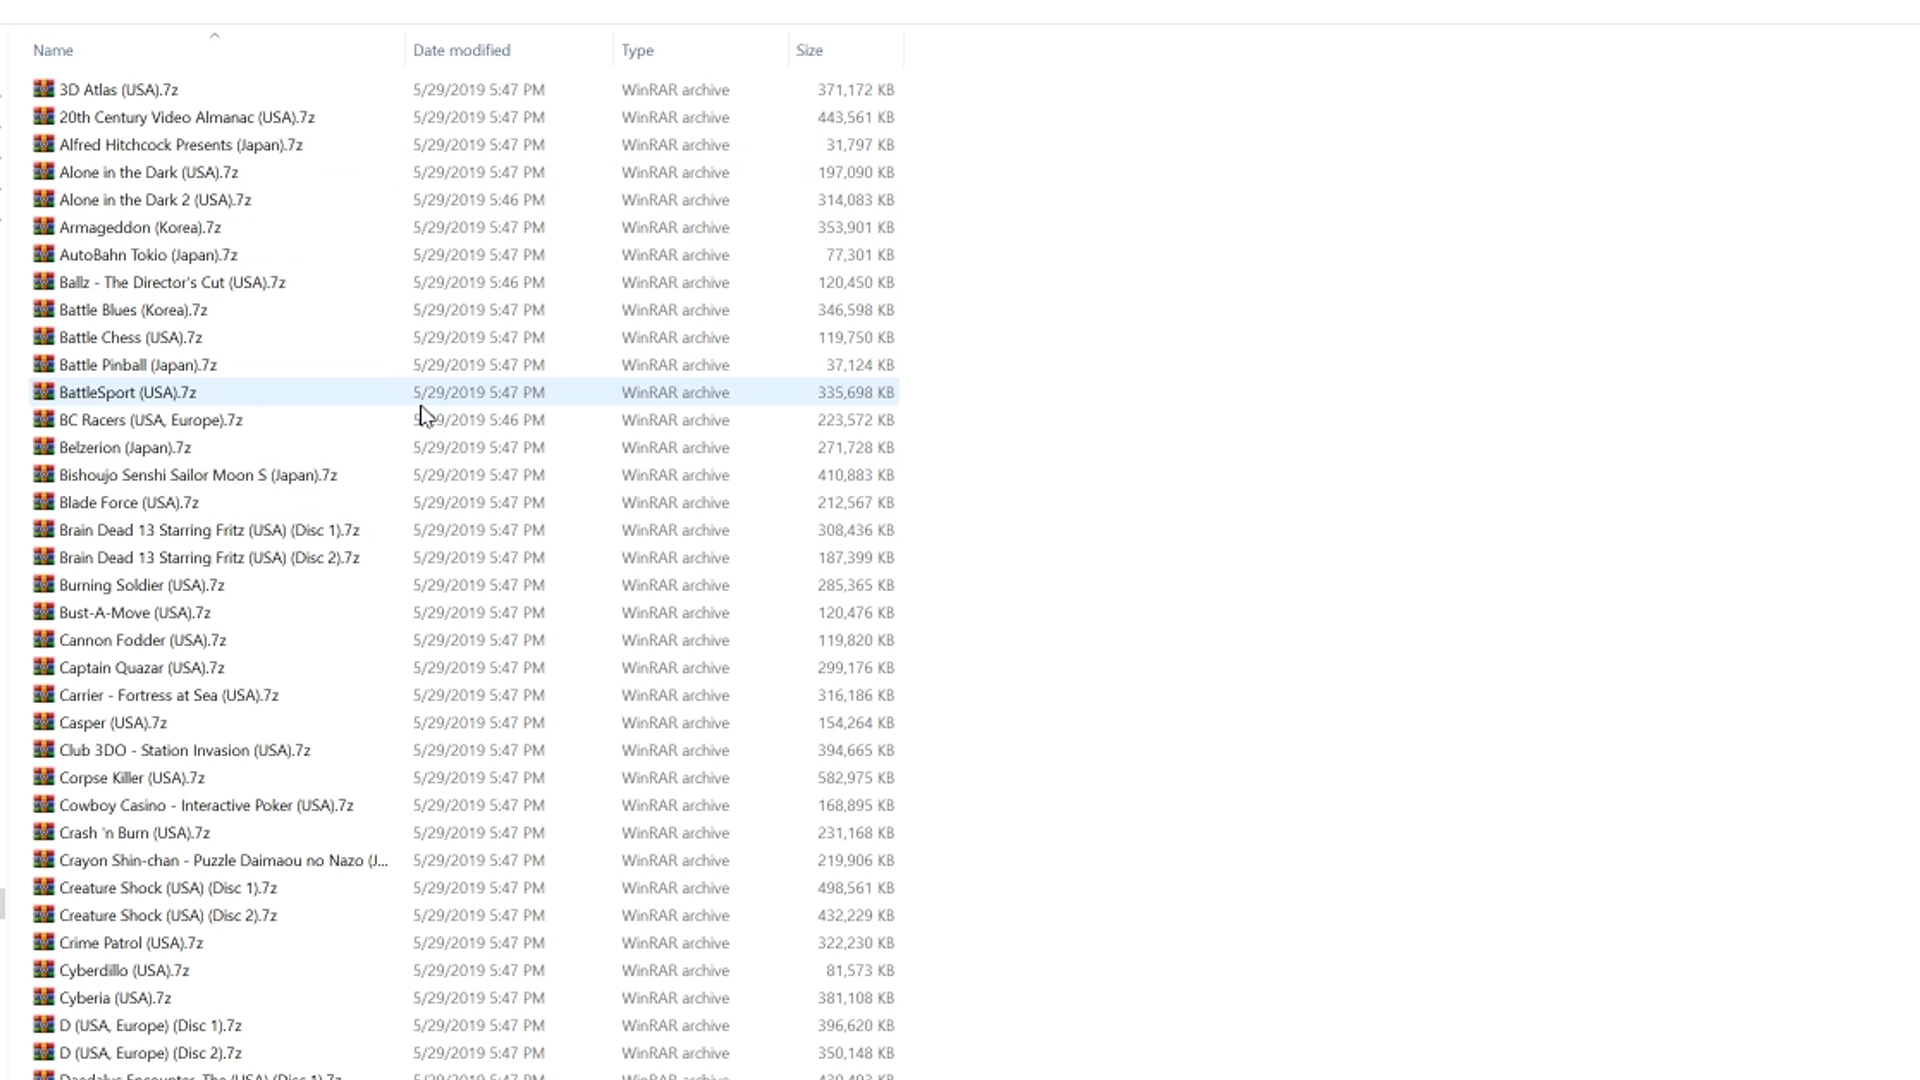 Name Date modified Type Size
3D Atlas (USA).7z 5/29/2019 5:47 PM WinRAR archive 371,172 KB
20th Century Video Almanac (USA).7z 5/29/2019 5:47 PM WinRAR archive 443,561 KB
Alfred Hitchcock Presents (Japan).7z 5/29/2019 5:47 PM WinRAR archive 31,797 KB
Alone in the Dark (USA).7z 5/29/2019 5:47 PM WinRAR archive 197,090 KB
Alone in the Dark 2 (USA).7z 5/29/2019 5:46 PM WinRAR archive 314,083 KB
Armageddon (Korea).7z 5/29/2019 5:47 PM WinRAR archive 353,901 KB
AutoBahn Tokio (Japan).7z 5/29/2019 5:47 PM WinRAR archive 77,301 KB
Ballz - The Director's Cut (USA).7z 5/29/2019 5:46 PM WinRAR archive 120,450 KB
Battle Blues (Korea).7z 5/29/2019 5:47 PM WinRAR archive 346,598 KB
Battle Chess (USA).7z 5/29/2019 5:47 PM WinRAR archive 119,750 KB
Battle Pinball (Japan).7z 5/29/2019 5:47 PM WinRAR archive 37,124 KB
BattleSport (USA).7z 5/29/2019 5:47 PM WinRAR archive 335,698 KB
BC Racers (USA, Europe).7z 5:46 PM WinRAR archive 223,572 KB
Belzerion (Japan).7z 5/29/2019 5:47 PM WinRAR archive 271,728 KB
Bishoujo Senshi Sailor Moon S (Japan).7z 5/29/2019 5:47 PM WinRAR archive 410,883 KB
Blade Force (USA).7z 5/29/2019 5:47 PM WinRAR archive 212,567 KB
Brain Dead 13 Starring Fritz (USA) (Disc 1).7z 5/29/2019 5:47 PM WinRAR archive 308,436 KB
Brain Dead 13 Starring Fritz (USA) (Disc 2).7z 5/29/2019 5:47 PM WinRAR archive 187,399 KB
Burning Soldier (USA).7z 5/29/2019 5:47 PM WinRAR archive 285,365 KB
Bust-A-Move (USA).7z 5/29/2019 5:47 PM WinRAR archive 120,476 KB
Cannon Fodder (USA).7z 5/29/2019 5:47 PM WinRAR archive 119,820 KB
Captain Quazar (USA).7z 5/29/2019 5:47 PM WinRAR archive 299,176 KB
Carrier - Fortress at Sea (USA).7z 5/29/2019 5:47 PM WinRAR archive 316,186 KB
Casper (USA).7z 5/29/2019 5:47 PM WinRAR archive 154,264 KB
Club 3DO - Station Invasion (USA).7z 5/29/2019 5:47 PM WinRAR archive 394,665 KB
Corpse Killer (USA).7z 5/29/2019 5:47 PM WinRAR archive 582,975 KB
Cowboy Casino - Interactive Poker (USA).7z 5/29/2019 5:47 PM WinRAR archive 168,895 KB
Crash 'n Burn (USA).7z 5/29/2019 5:47 PM WinRAR archive 231,168 KB
Crayon Shin-chan - Puzzle Daimaou no Nazo (J... 5/29/2019 5:47 PM WinRAR archive 219,906 KB
Creature Shock (USA) (Disc 1).7z 5/29/2019 5:47 PM WinRAR archive 498,561 KB
Creature Shock (USA) (Disc 2).7z 5/29/2019 5:47 PM WinRAR archive 432,229 KB
Crime Patrol (USA).7z 5/29/2019 5:47 PM WinRAR archive 322,230 KB
Cyberdillo (USA).7z 5/29/2019 5:47 PM WinRAR archive 81,573 KB
Cyberia (USA).7z 5/29/2019 5:47 PM WinRAR archive 381,108 KB
D (USA, Europe) (Disc 1).7z 5/29/2019 5:47 PM WinRAR archive 396,620 KB
D (USA, Europe) (Disc 2).7z 5/29/2019 5:47 PM WinRAR archive 350,148 KB
Daedalus Encounter, The (USA) (Disc 1).7z 5/29/2019 5:47 PM WinRAR archive